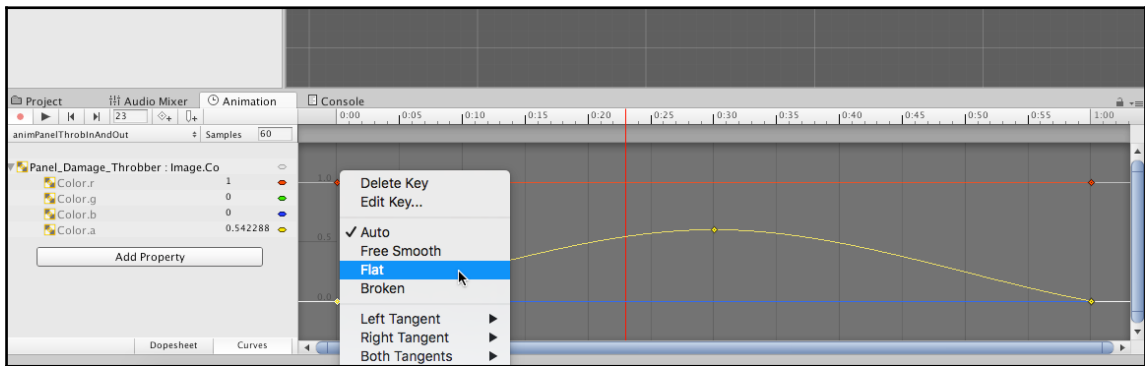 Project Audio Mixer Animation Console
23 0:00 0:05 0:10 0:15 0:20 0:25 0:30 0:35 0:40 0:45 0:50 0:55 1:00
animPanelThrobInAndOut Samples 60
Panel_Damage_Throbber : Image.Co
Color.r 1
Color.g 0
Color.b 0
Color.a 0.542288
Add Property
Dopesheet Curves
1.0
0.5
0.0
Delete Key
Edit Key...
✓ Auto
Free Smooth
Flat
Broken
Left Tangent
Right Tangent
Both Tangents